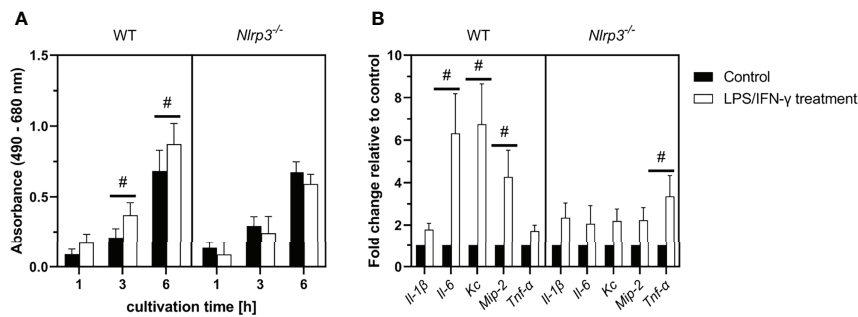 A
WT
Nlrp3-/-
Absorbance (490 - 680 nm)
1.5
1.0
0.5
0.0
#
#
1
3
6
1
3
6
cultivation time [h]
B
WT
Nlrp3-/-
Fold change relative to control
10
8
6
4
2
0
#
#
#
#
Il-1β
Il-6
Kc
Mip-2
Tnf-α
Il-1β
Il-6
Kc
Mip-2
Tnf-α
Control
LPS/IFN-γ treatment